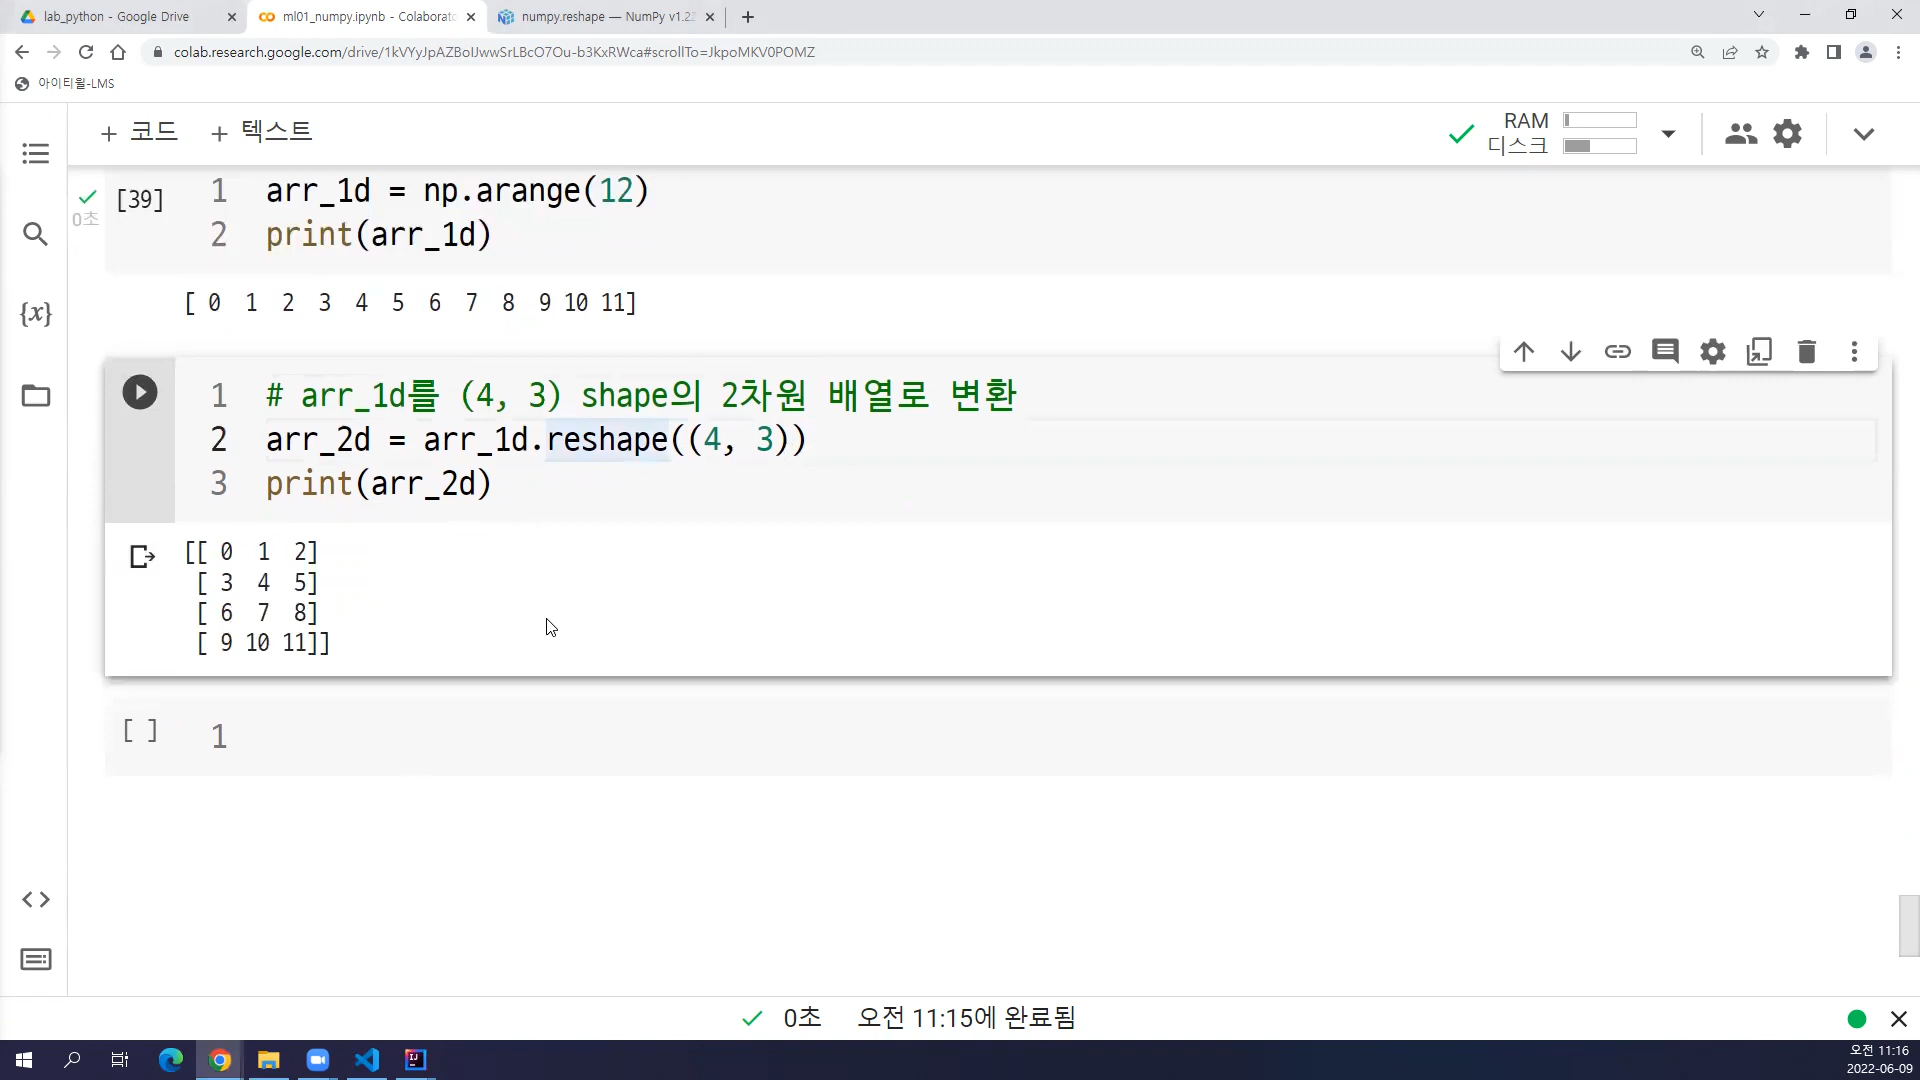 lab_python - Google Drive
ml01_numpy.ipynb - Colaborato
numpy.reshape — NumPy v1.2
colab.research.google.com/drive/1kVYyJpAZBoIJwwSrLBcO7Ou-b3KxRWca#scrollTo=JkpoMKV0POMZ
아이티윌-LMS
+ 코드 + 텍스트
RAM
디스크
[39]
0초
1 arr_1d = np.arange(12)
2 print(arr_1d)
[ 0 1 2 3 4 5 6 7 8 9 10 11]
{x}
1 # arr_1d를 (4, 3) shape의 2차원 배열로 변환
2 arr_2d = arr_1d.reshape((4, 3))
3 print(arr_2d)
[[ 0 1 2]
[ 3 4 5]
[ 6 7 8]
[ 9 10 11]]
[ ] 1
0초 오전 11:15에 완료됨
오전 11:16
2022-06-09